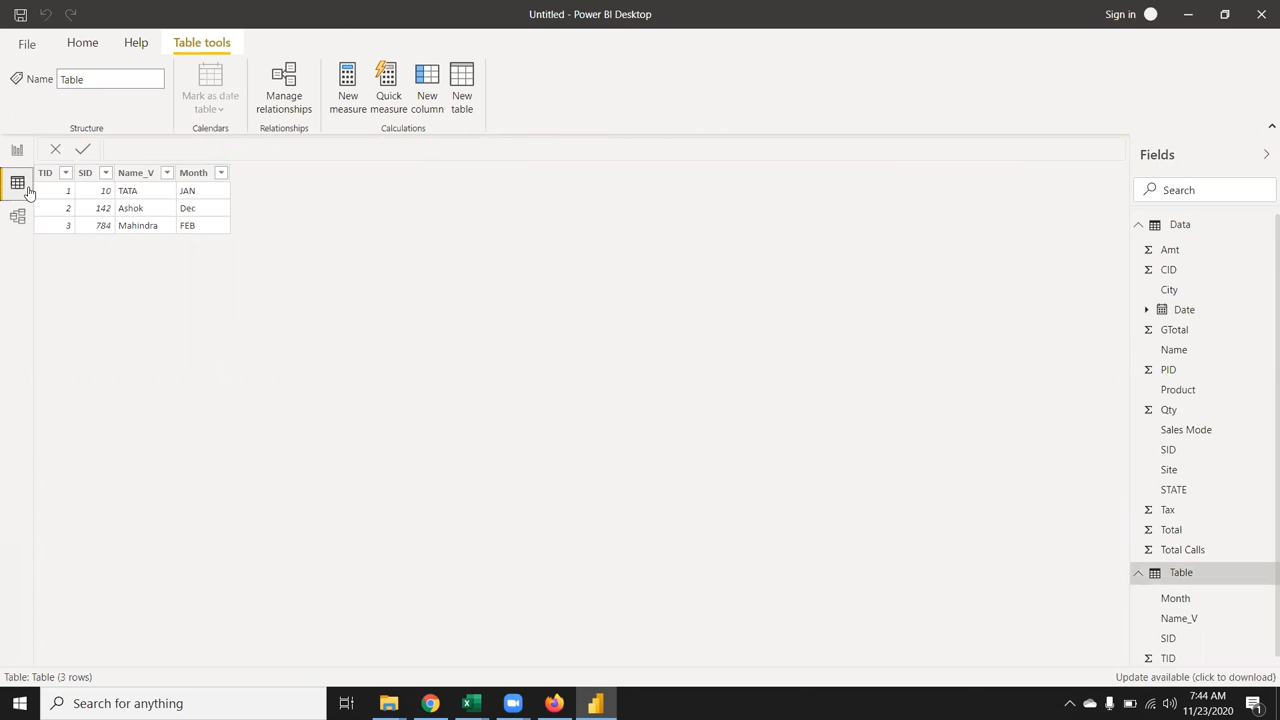 Untitled - Power BI Desktop
Sign in
File
Home
Help
Table tools
Name
Table
Mark as date
table
Manage
relationships
New
measure
Quick
measure
New
column
New
table
Structure
Calendars
Relationships
Calculations
TID
SID
Name_V
Month
1
10
TATA
JAN
2
142
Ashok
Dec
3
784
Mahindra
FEB
Fields
Search
Data
Amt
CID
City
Date
GTotal
Name
PID
Product
Qty
Sales Mode
SID
Site
STATE
Tax
Total
Total Calls
Table
Month
Name_V
SID
TID
Table: Table (3 rows)
Update available (click to download)
Search for anything
7:44 AM
11/23/2020
1